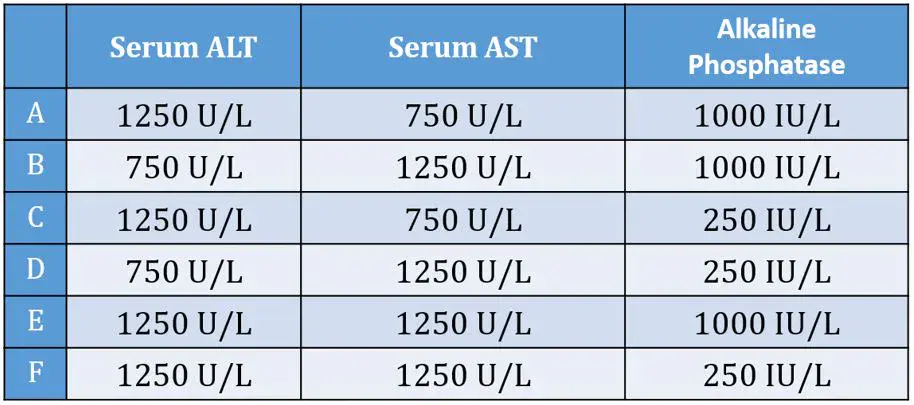 Serum ALT Serum AST Alkaline
Phosphatase
A 1250 U/L 750 U/L 1000 IU/L
B 750 U/L 1250 U/L 1000 IU/L
C 1250 U/L 750 U/L 250 IU/L
D 750 U/L 1250 U/L 250 IU/L
E 1250 U/L 1250 U/L 1000 IU/L
F 1250 U/L 1250 U/L 250 IU/L